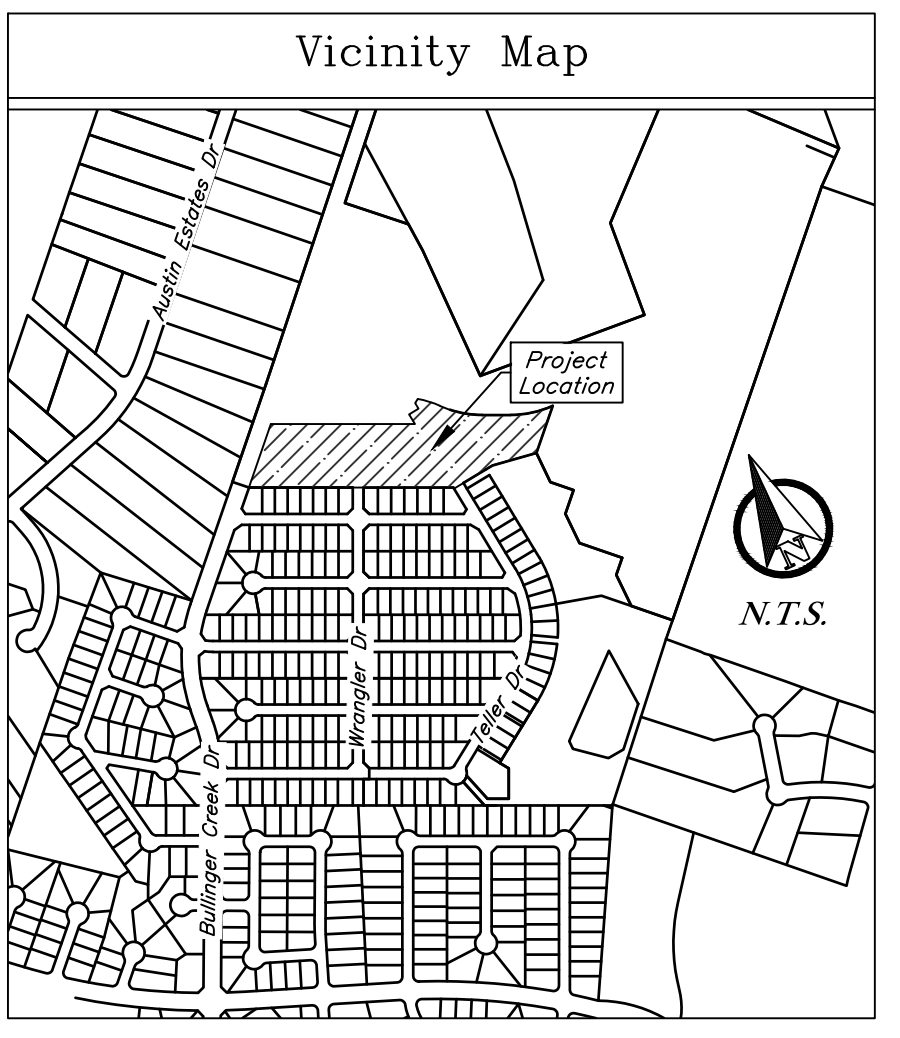 Vicinity Map
Austin Estates Dr
Project
Location
N
N.T.S.
Wrangler Dr
Teller Dr
Bullinger Creek Dr